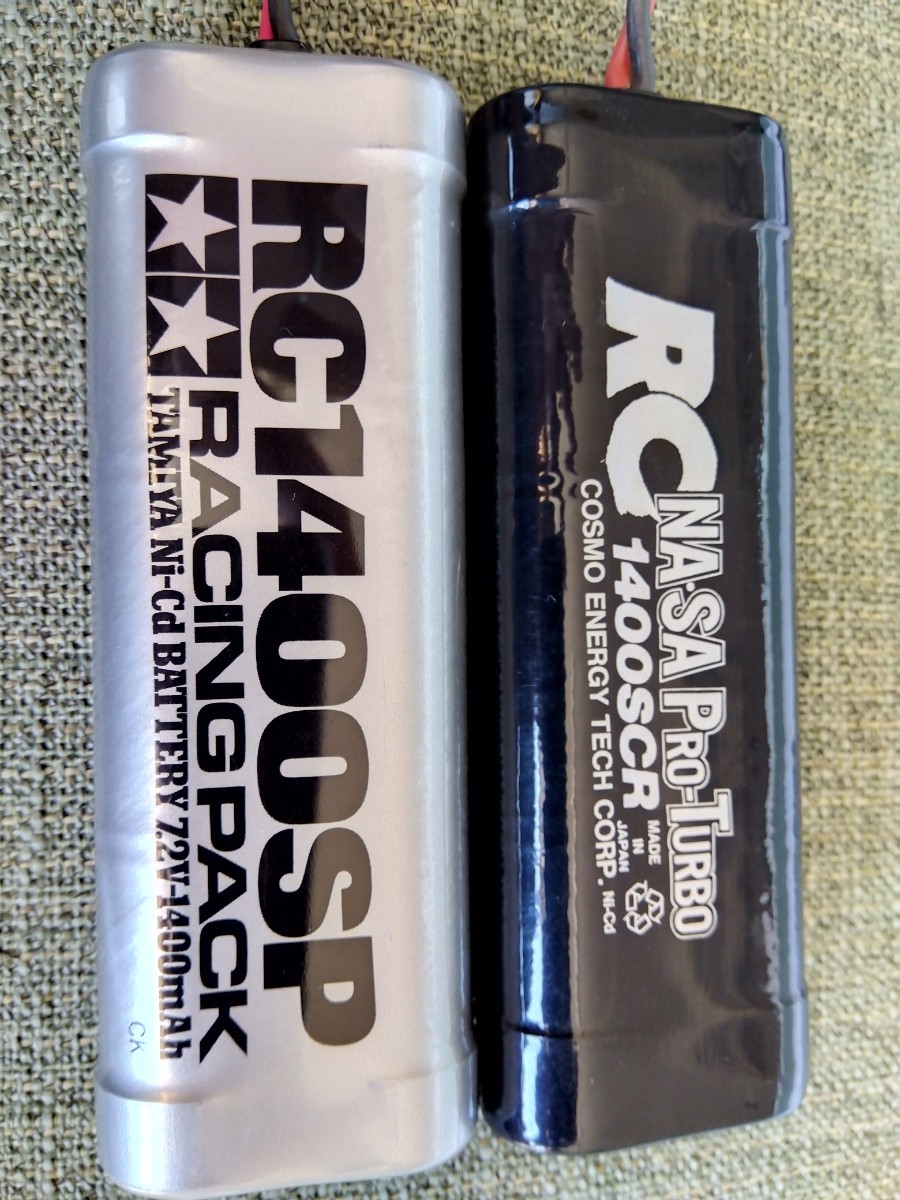 RC1400SP
RACING PACK
TAMIYA Ni-Cd BATTERY 7.2V-1400mAh
CK
RC
NA·SA PRO-TURBO
1400SCR
MADE
IN
JAPAN
COSMO ENERGY TECH CORP.
Ni-Cd